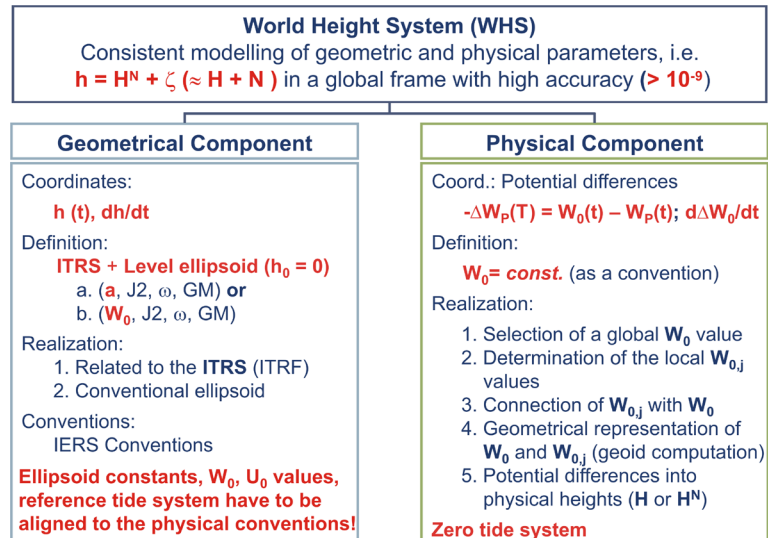 World Height System (WHS)
Consistent modelling of geometric and physical parameters, i.e.
h = Hᴺ + ζ (≈ H + N ) in a global frame with high accuracy (> 10⁻⁹)
Geometrical Component
Coordinates:
h (t), dh/dt
Definition:
ITRS + Level ellipsoid (h₀ = 0)
a. (a, J2, ω, GM) or
b. (W₀, J2, ω, GM)
Realization:
1. Related to the ITRS (ITRF)
2. Conventional ellipsoid
Conventions:
IERS Conventions
Ellipsoid constants, W₀, U₀ values,
reference tide system have to be
aligned to the physical conventions!
Physical Component
Coord.: Potential differences
-ΔW_P(T) = W₀(t) – W_P(t); dΔW₀/dt
Definition:
W₀= const. (as a convention)
Realization:
1. Selection of a global W₀ value
2. Determination of the local W₀,ⱼ
values
3. Connection of W₀,ⱼ with W₀
4. Geometrical representation of
W₀ and W₀,ⱼ (geoid computation)
5. Potential differences into
physical heights (H or Hᴺ)
Zero tide system